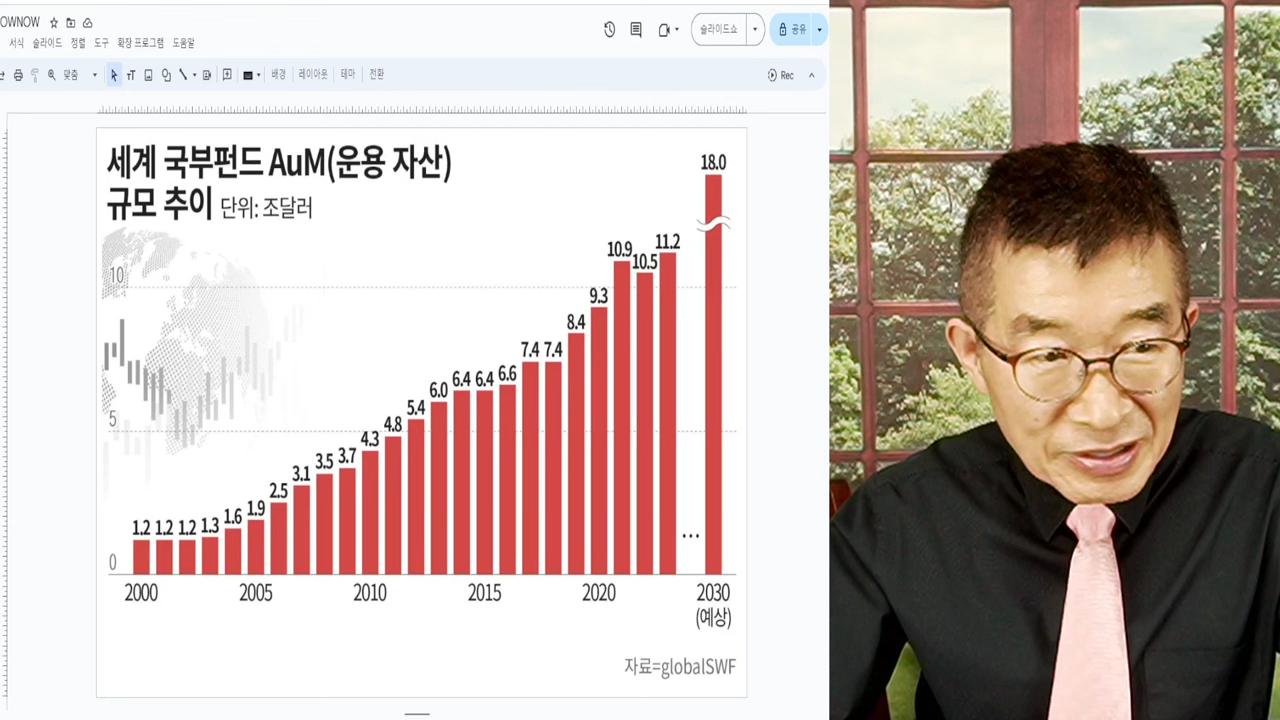 OWNOW
슬라이드쇼
공유
서식 슬라이드 정렬 도구 확장 프로그램 도움말
맞춤
배경 레이아웃 테마 전환
Rec
세계 국부펀드 AuM(운용 자산)
규모 추이 단위: 조달러
10
5
0
1.2 1.2 1.2 1.3 1.6 1.9 2.5 3.1 3.5 3.7 4.3 4.8 5.4 6.0 6.4 6.4 6.6 7.4 7.4 8.4 9.3 10.9 10.5 11.2 ... 18.0
2000 2005 2010 2015 2020 2030
(예상)
자료=globalSWF